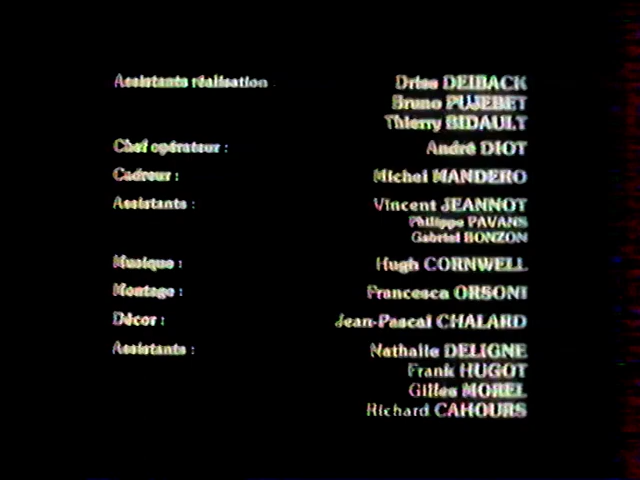 Assistants réalisation Driss DEIBACK
Bruno PUJEBET
Thierry BIDAULT
Chef opérateur : André DIOT
Cadreur : Michel MANDERO
Assistants : Vincent JEANNOT
Philippe PAVANS
Gabriel BONZON
Musique : Hugh CORNWELL
Montage : Francesca ORSONI
Décor : Jean-Pascal CHALARD
Assistants : Nathalie DELIGNE
Frank HUGOT
Gilles MOREL
Richard CAHOURS